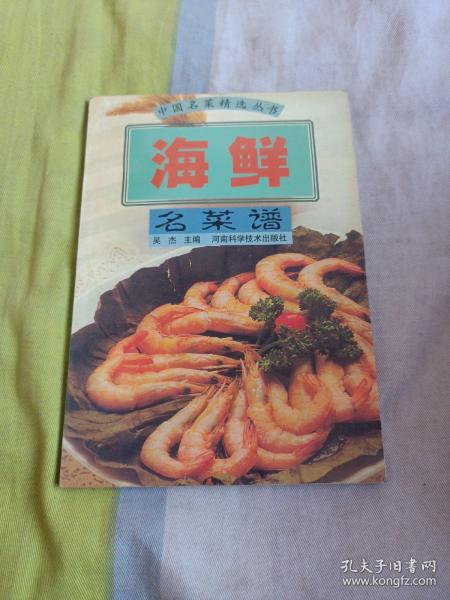 中国名菜精选丛书
海鲜
名菜谱
吴杰 主编 河南科学技术出版社
孔夫子旧书网
www.kongfz.com